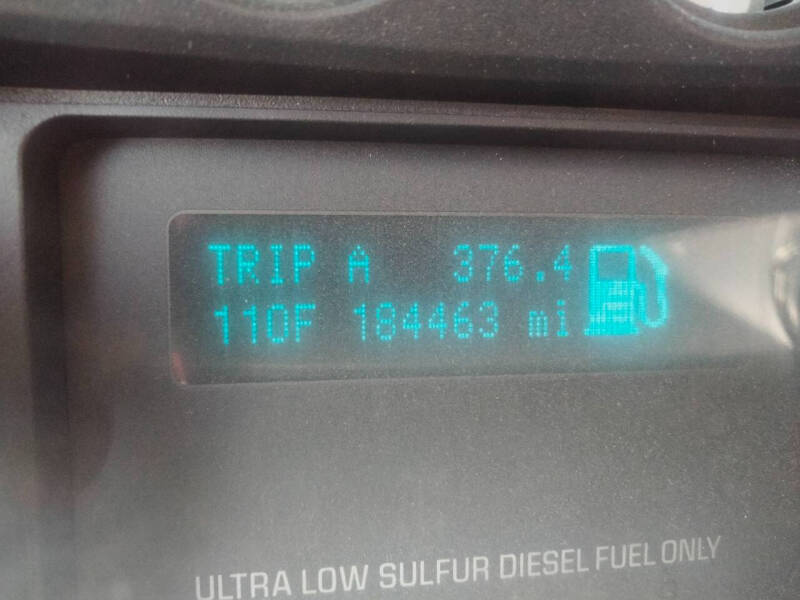 TRIP A 376.4
110F 184463 mi
ULTRA LOW SULFUR DIESEL FUEL ONLY